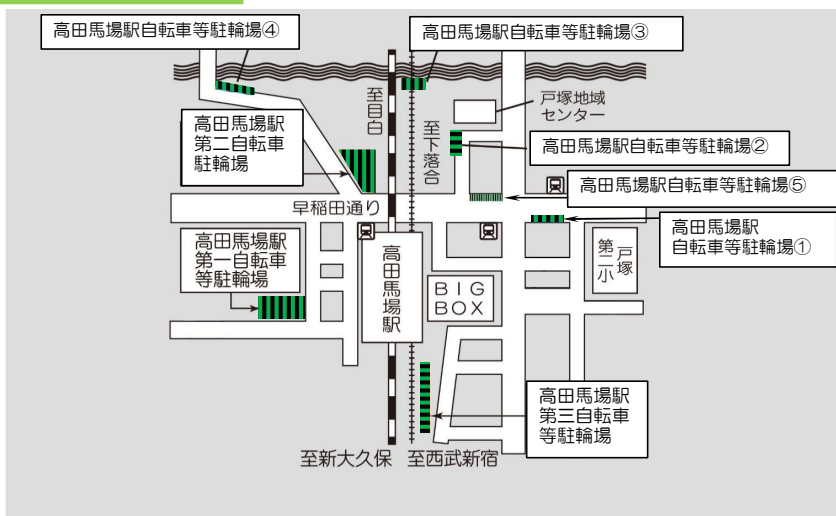 高田馬場駅自転車等駐輪場④
高田馬場駅自転車等駐輪場③
至目白
至下落合
戸塚地域
センター
高田馬場駅
第二自転車
駐輪場
高田馬場駅自転車等駐輪場②
高田馬場駅自転車等駐輪場⑤
早稲田通り
高田馬場駅
自転車等駐輪場①
高田馬場駅
第一自転車
等駐輪場
高田馬場駅
BIG
BOX
戸塚
第二小
高田馬場駅
第三自転車
等駐輪場
至新大久保
至西武新宿